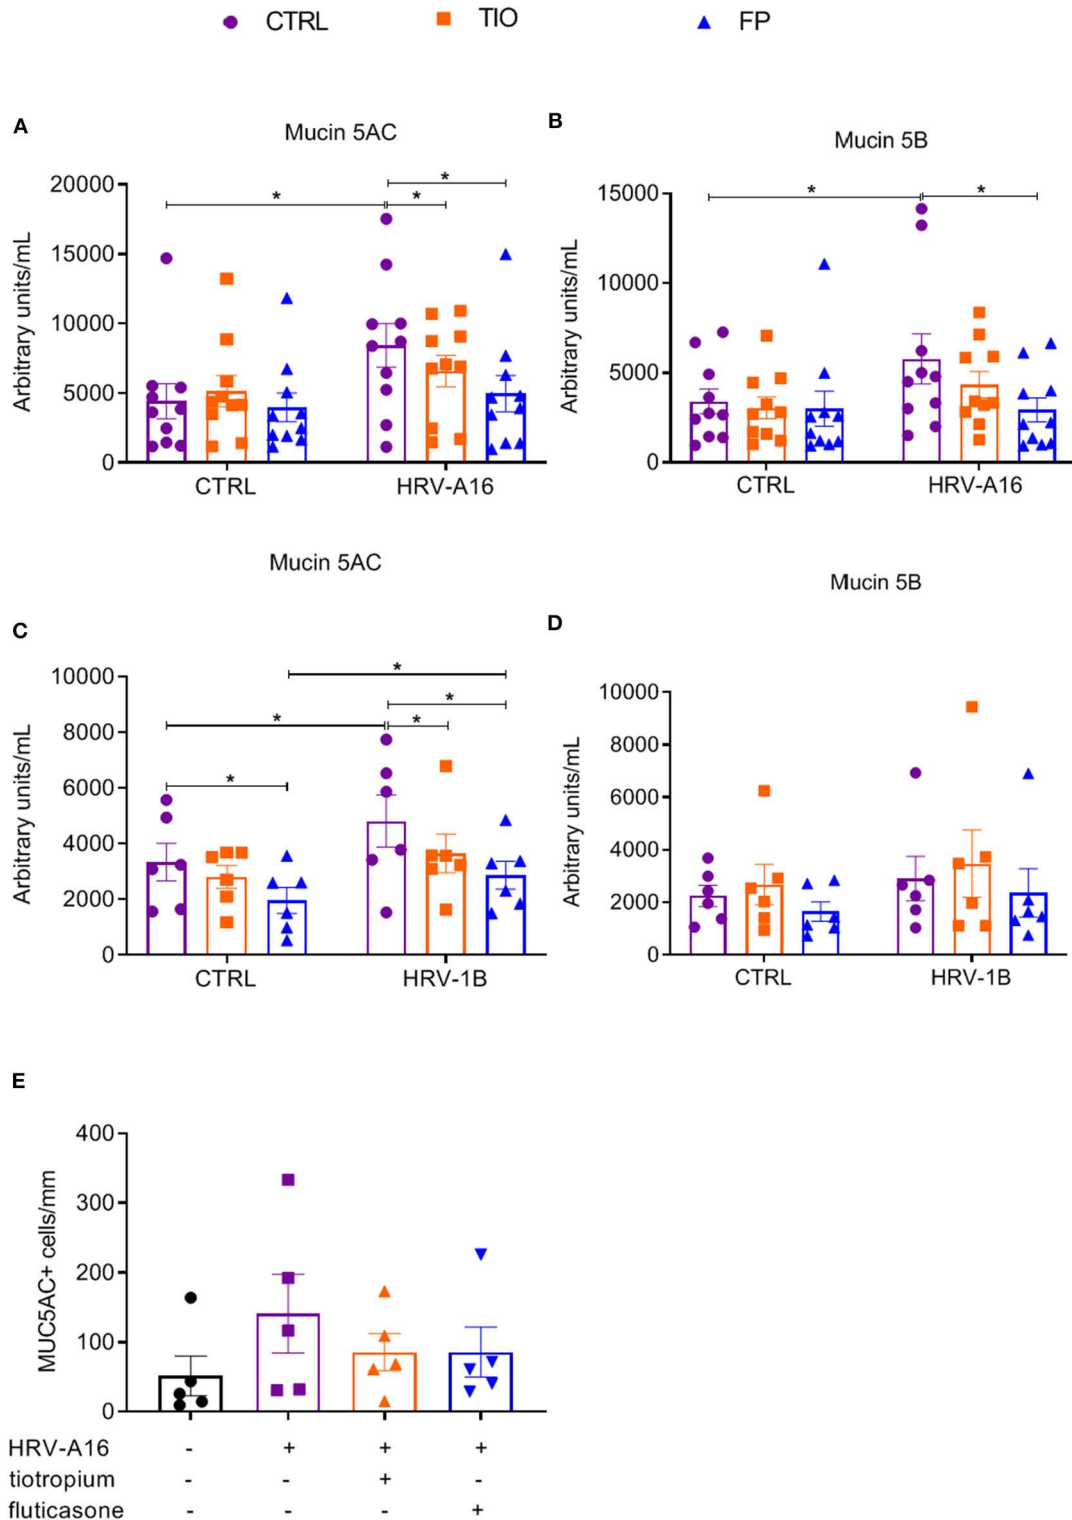 CTRL TIO FP
A
Mucin 5AC
*
*
*
Arbitrary units/mL
20000
15000
10000
5000
0
CTRL HRV-A16
B
Mucin 5B
*
*
Arbitrary units/mL
15000
10000
5000
0
CTRL HRV-A16
C
Mucin 5AC
*
*
*
*
*
Arbitrary units/mL
10000
8000
6000
4000
2000
0
CTRL HRV-1B
D
Mucin 5B
Arbitrary units/mL
10000
8000
6000
4000
2000
0
CTRL HRV-1B
E
MUC5AC+ cells/mm
400
300
200
100
0
HRV-A16 - + + +
tiotropium - - + -
fluticasone - - - +